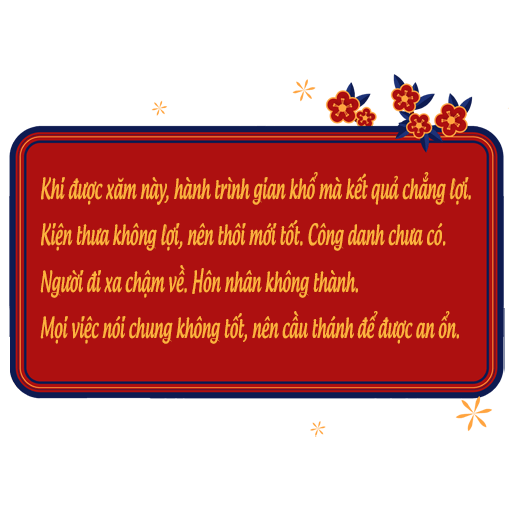 Khi được xăm này, hành trình gian khổ mà kết quả chẳng lợi.
Kiện thưa không lợi, nên thôi mới tốt. Công danh chưa có.
Người đi xa chậm về. Hôn nhân không thành.
Mọi việc nói chung không tốt, nên cầu thánh để được an ổn.